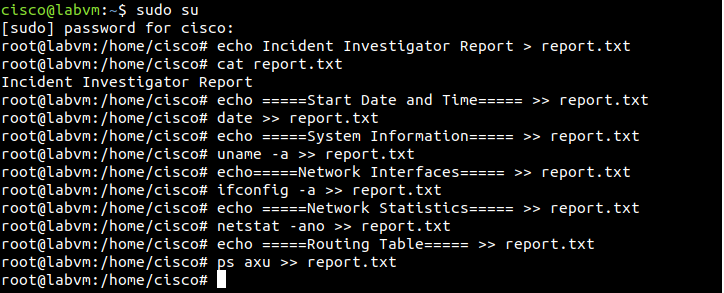 cisco@labvm:~$ sudo su
[sudo] password for cisco:
root@labvm:/home/cisco# echo Incident Investigator Report > report.txt
root@labvm:/home/cisco# cat report.txt
Incident Investigator Report
root@labvm:/home/cisco# echo =====Start Date and Time===== >> report.txt
root@labvm:/home/cisco# date >> report.txt
root@labvm:/home/cisco# echo =====System Information===== >> report.txt
root@labvm:/home/cisco# uname -a >> report.txt
root@labvm:/home/cisco# echo=====Network Interfaces===== >> report.txt
root@labvm:/home/cisco# ifconfig -a >> report.txt
root@labvm:/home/cisco# echo =====Network Statistics===== >> report.txt
root@labvm:/home/cisco# netstat -ano >> report.txt
root@labvm:/home/cisco# echo =====Routing Table===== >> report.txt
root@labvm:/home/cisco# ps axu >> report.txt
root@labvm:/home/cisco#